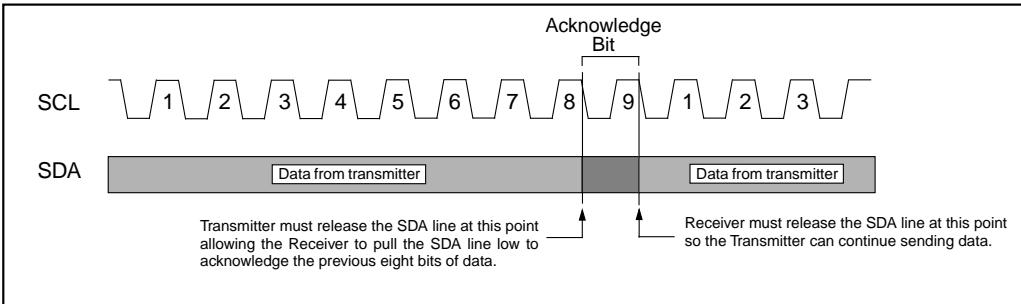 Acknowledge
Bit
SCL
1 2 3 4 5 6 7 8 9 1 2 3
SDA
Data from transmitter
Data from transmitter
Transmitter must release the SDA line at this point
allowing the Receiver to pull the SDA line low to
acknowledge the previous eight bits of data.
Receiver must release the SDA line at this point
so the Transmitter can continue sending data.